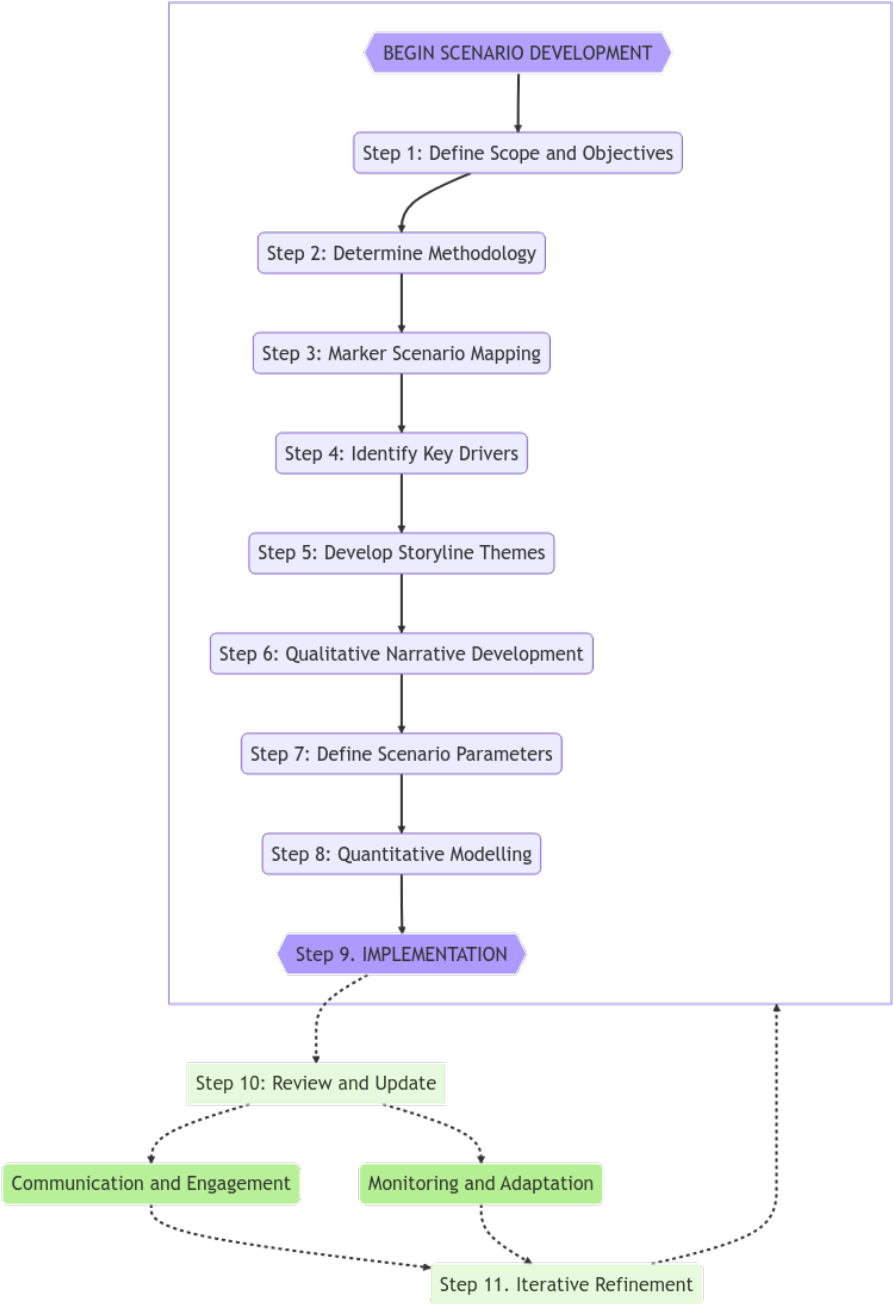 BEGIN SCENARIO DEVELOPMENT
Step 1: Define Scope and Objectives
Step 2: Determine Methodology
Step 3: Marker Scenario Mapping
Step 4: Identify Key Drivers
Step 5: Develop Storyline Themes
Step 6: Qualitative Narrative Development
Step 7: Define Scenario Parameters
Step 8: Quantitative Modelling
Step 9. IMPLEMENTATION
Step 10: Review and Update
Communication and Engagement
Monitoring and Adaptation
Step 11. Iterative Refinement